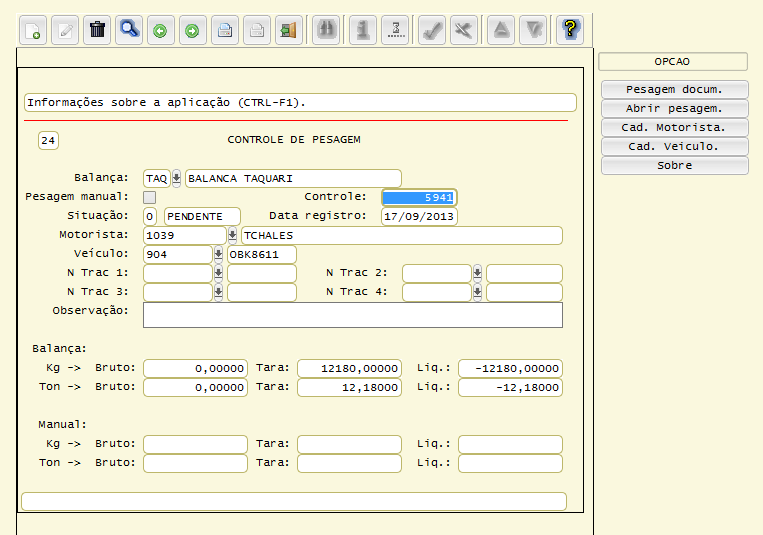 OPCAO
Pesagem docum.
Abrir pesagem.
Cad. Motorista.
Cad. Veiculo.
Sobre
Informações sobre a aplicação (CTRL-F1).
24 CONTROLE DE PESAGEM
Balança: TAQ BALANCA TAQUARI
Pesagem manual: Controle: 5941
Situação: 0 PENDENTE Data registro: 17/09/2013
Motorista: 1039 TCHALES
Veículo: 904 OBK8611
N Trac 1: N Trac 2:
N Trac 3: N Trac 4:
Observação:
Balança:
Kg -> Bruto: 0,00000 Tara: 12180,00000 Liq.: -12180,00000
Ton -> Bruto: 0,00000 Tara: 12,18000 Liq.: -12,18000
Manual:
Kg -> Bruto: Tara: Liq.:
Ton -> Bruto: Tara: Liq.: